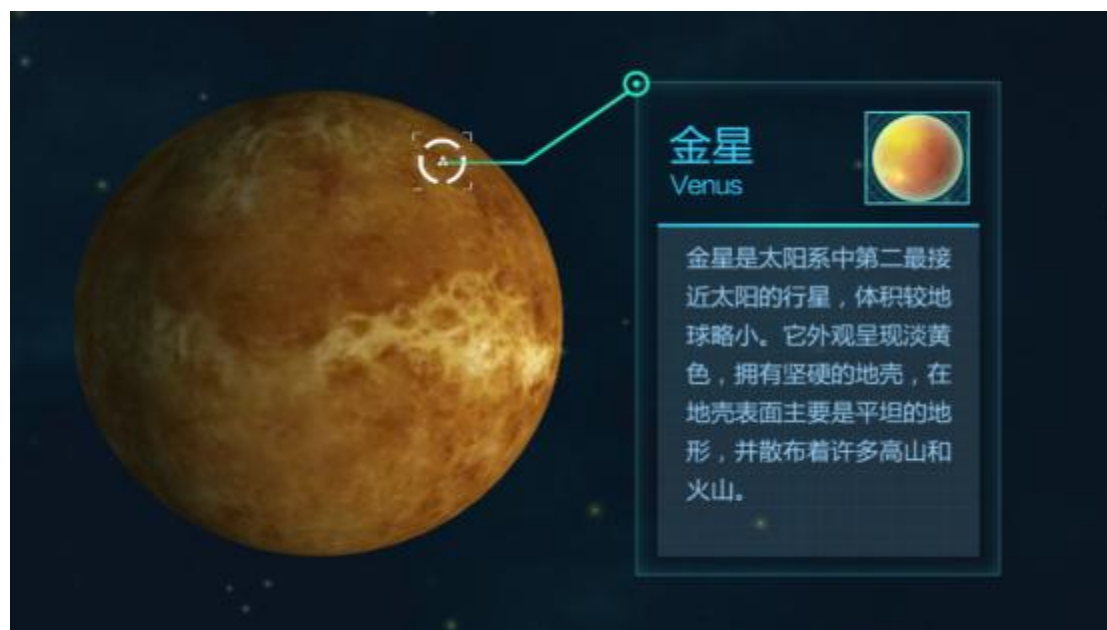 金星
Venus
金星是太阳系中第二最接
近太阳的行星，体积较地
球略小。它外观呈现淡黄
色，拥有坚硬的地壳，在
地壳表面主要是平坦的地
形，并散布着许多高山和
火山。